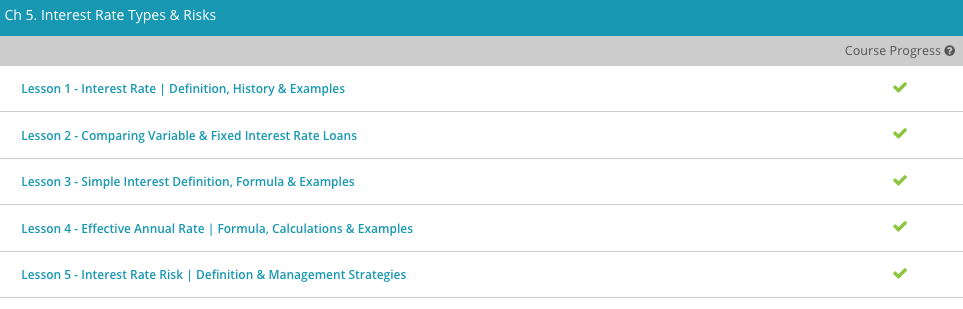 Ch 5. Interest Rate Types & Risks
Course Progress
Lesson 1 - Interest Rate | Definition, History & Examples
Lesson 2 - Comparing Variable & Fixed Interest Rate Loans
Lesson 3 - Simple Interest Definition, Formula & Examples
Lesson 4 - Effective Annual Rate | Formula, Calculations & Examples
Lesson 5 - Interest Rate Risk | Definition & Management Strategies